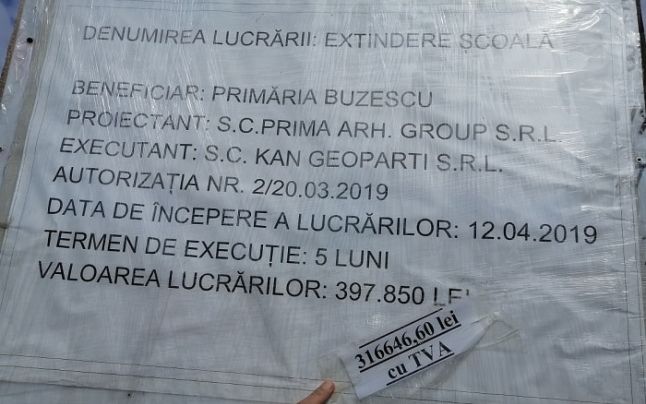 DENUMIREA LUCRĂRII: EXTINDERE ȘCOALĂ
BENEFICIAR: PRIMĂRIA BUZESCU
PROIECTANT: S.C.PRIMA ARH. GROUP S.R.L.
EXECUTANT: S.C. KAN GEOPARTI S.R.L.
AUTORIZAȚIA NR. 2/20.03.2019
DATA DE ÎNCEPERE A LUCRĂRILOR: 12.04.2019
TERMEN DE EXECUȚIE: 5 LUNI
VALOAREA LUCRĂRILOR: 397.850 LEI
316646,60 lei
cu TVA